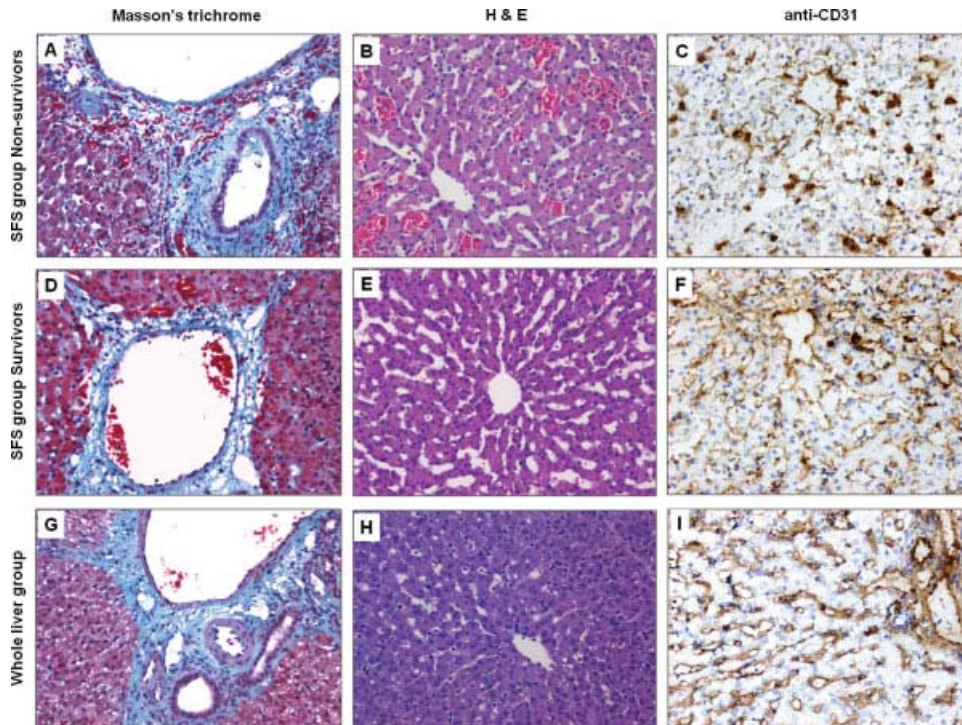 Masson's trichrome
H & E
anti-CD31
SFS group Non-survivors
A
B
C
SFS group Survivors
D
E
F
Whole liver group
G
H
I